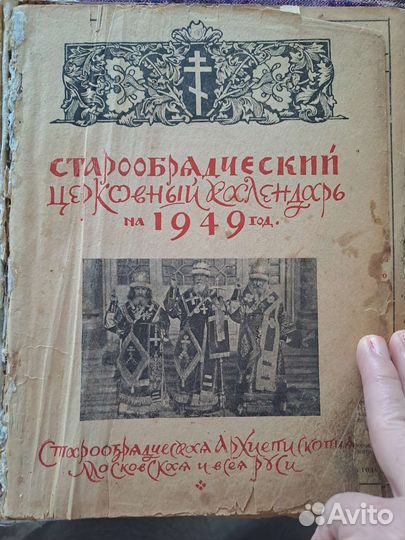 СТАРООБРЯДЧЕСКИЙ
ЦЕРКОВНЫЙ КАЛЕНДАРЬ
НА 1949 ГОД.
Старообрядческая Архиепископия
Московская и всея Руси
Avito